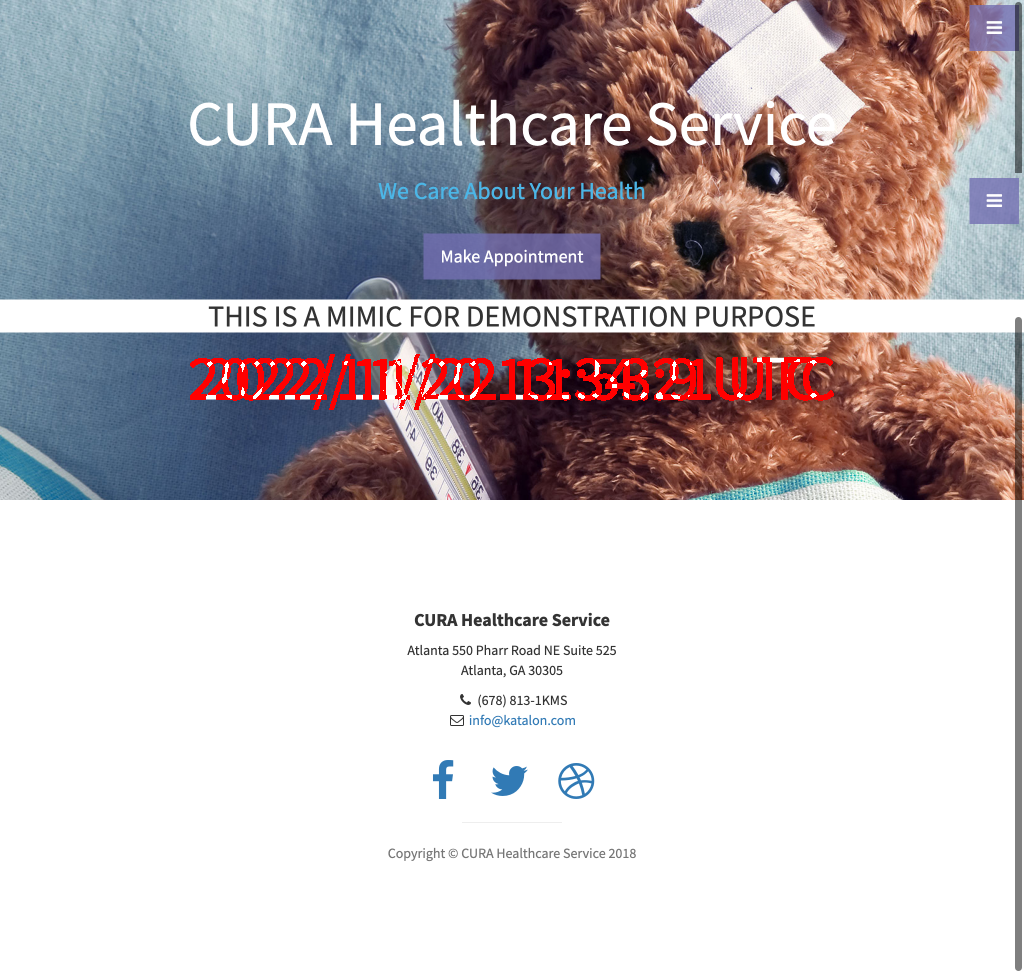 CURA Healthcare Service
We Care About Your Health
Make Appointment
THIS IS A MIMIC FOR DEMONSTRATION PURPOSE
UTC
CURA Healthcare Service
Atlanta 550 Pharr Road NE Suite 525
Atlanta, GA 30305
(678) 813-1KMS
info@katalon.com
Copyright © CURA Healthcare Service 2018